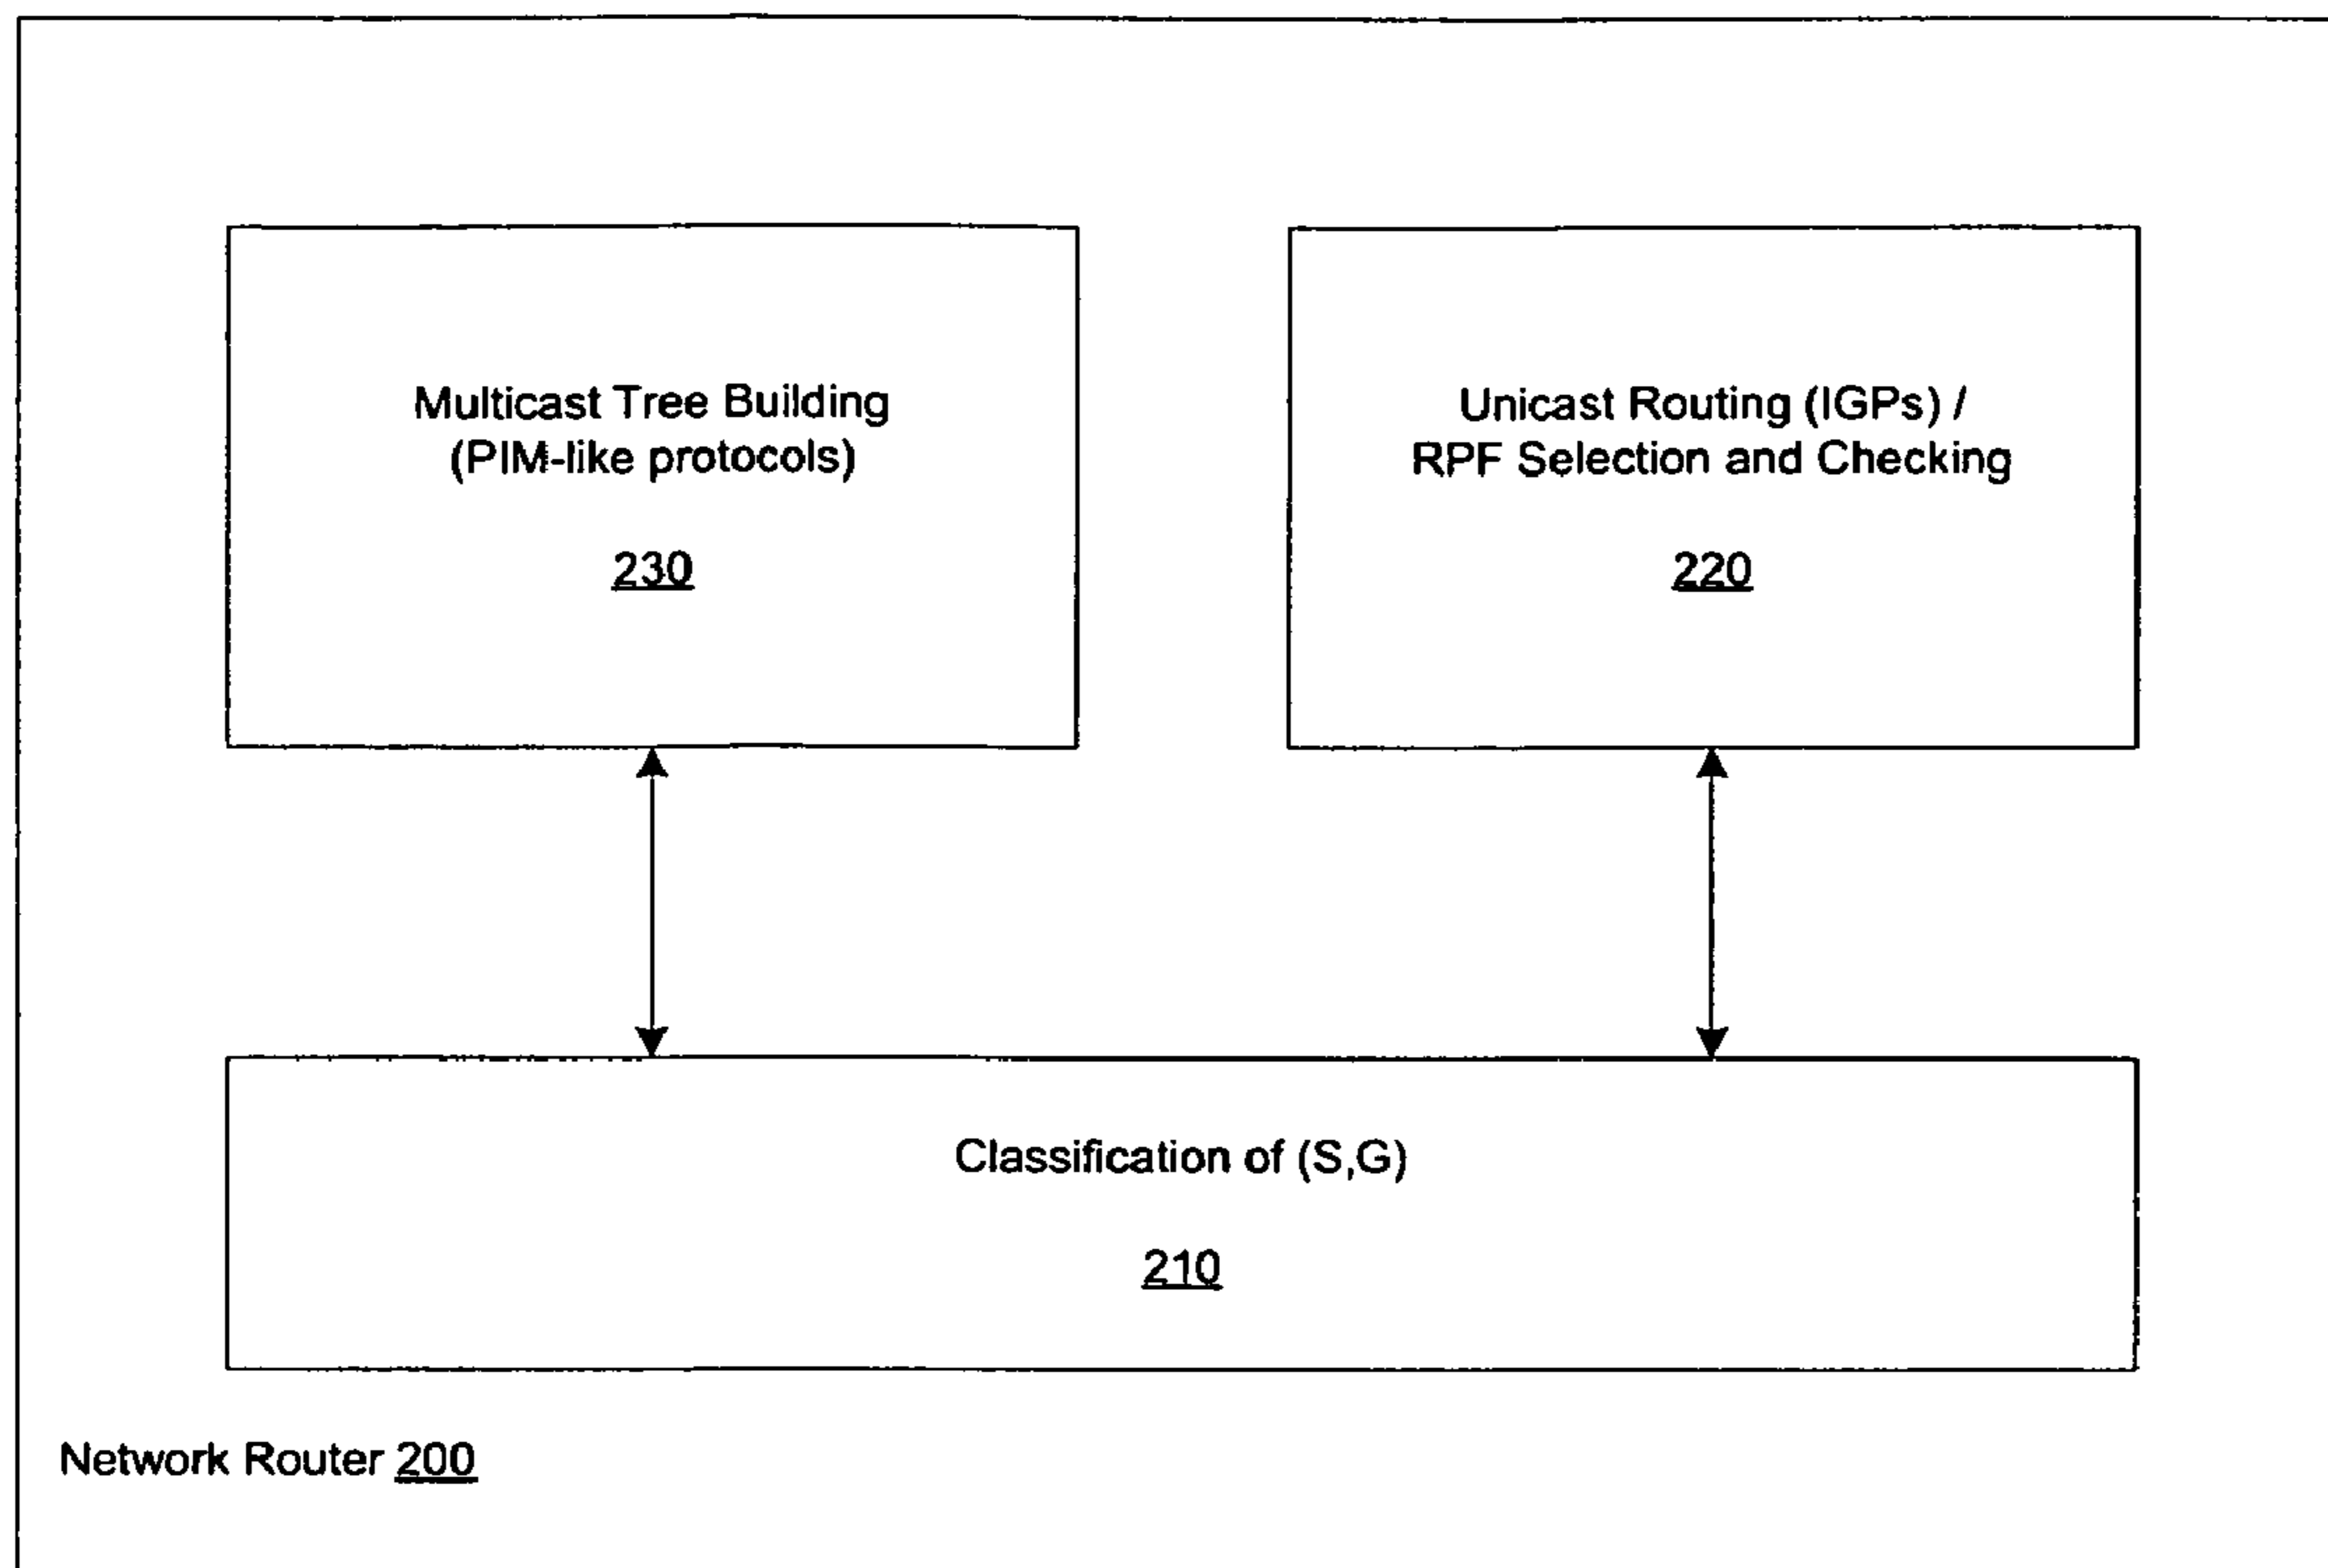 Multicast Tree Building
(PIM-like protocols)
230
Unicast Routing (IGPs) /
RPF Selection and Checking
220
Classification of (S,G)
210
Network Router 200